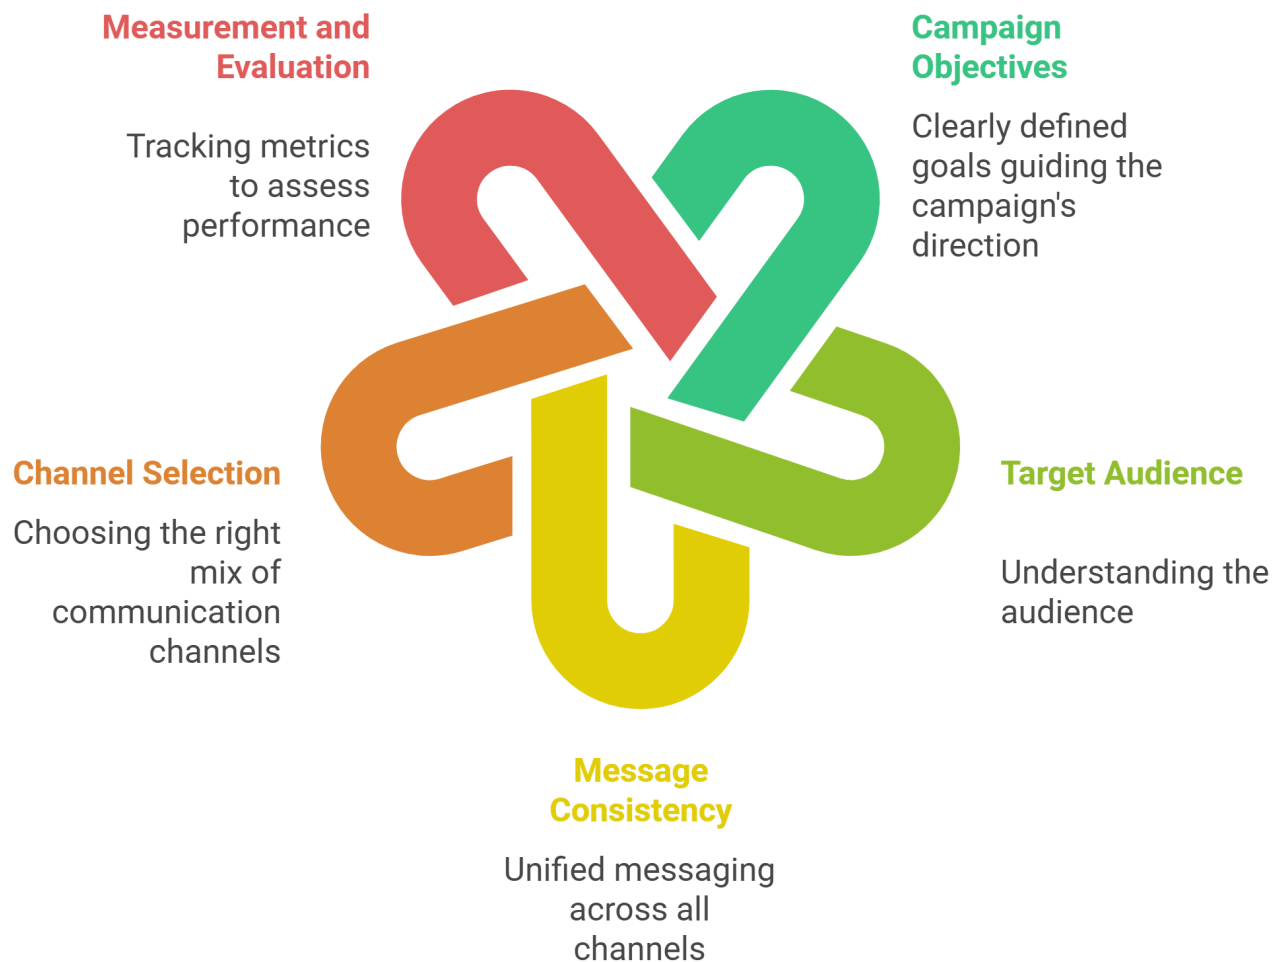 Measurement and
Evaluation
Tracking metrics
to assess
performance
Campaign
Objectives
Clearly defined
goals guiding the
campaign's
direction
Channel Selection
Choosing the right
mix of
communication
channels
Target Audience
Understanding the
audience
Message
Consistency
Unified messaging
across all
channels